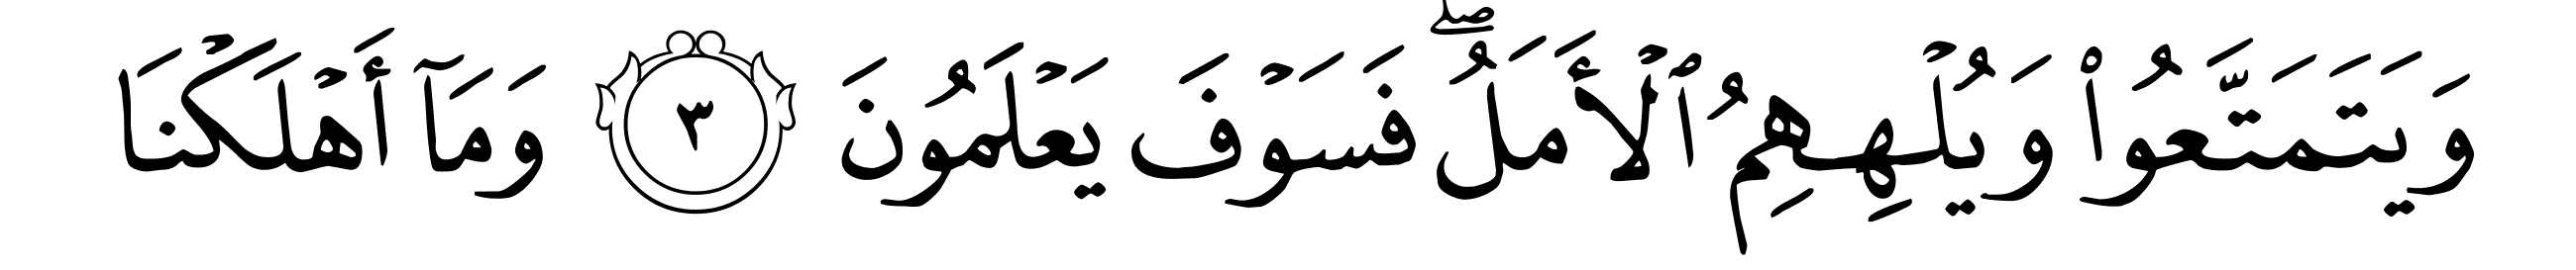 وَيَتَمَتَّعُوا۟ وَيُلْهِهِمُ ٱلْأَمَلُ ۖ فَسَوْفَ يَعْلَمُونَ ٣ وَمَآ أَهْلَكْنَا